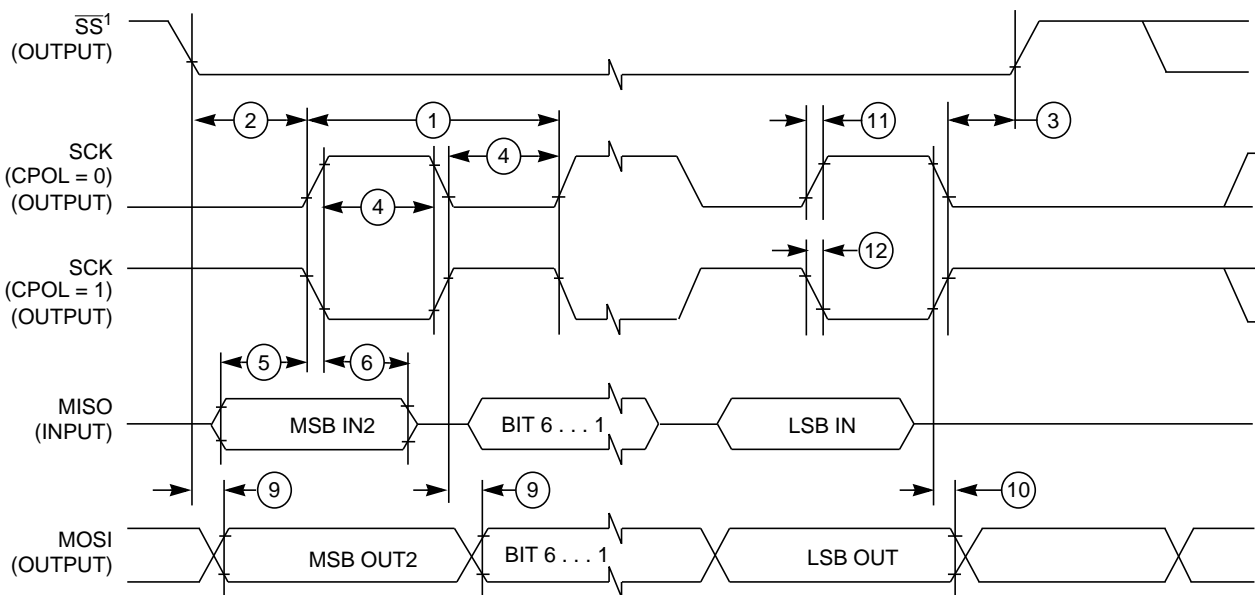 SS1
(OUTPUT)
2
1
11
3
SCK
(CPOL = 0)
(OUTPUT)
4
4
12
SCK
(CPOL = 1)
(OUTPUT)
5
6
MISO
(INPUT)
MSB IN2
BIT 6 . . . 1
LSB IN
9
9
10
MOSI
(OUTPUT)
MSB OUT2
BIT 6 . . . 1
LSB OUT